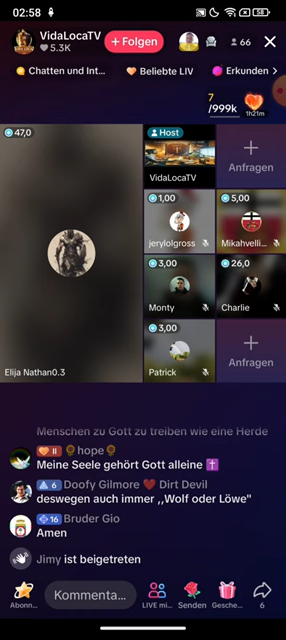 02:58
58
VidaLocaTV
5.3K
+ Folgen
66
Chatten und Int...
Beliebte LIV
Erkunden
7
/999k
1h21m
47,0
Host
VidaLocaTV
Anfragen
1,00
jerylolgross
5,00
Mikahvelli...
3,00
Monty
26,0
Charlie
3,00
Patrick
Anfragen
Elija Nathan0.3
Menschen zu Gott zu treiben wie eine Herde
II hope
Meine Seele gehört Gott alleine
6 Doofy Gilmore Dirt Devil
deswegen auch immer ,,Wolf oder Löwe"
16 Bruder Gio
Amen
Jimy ist beigetreten
Kommenta...
Abonn...
LIVE mi...
Senden
Gesche...
6